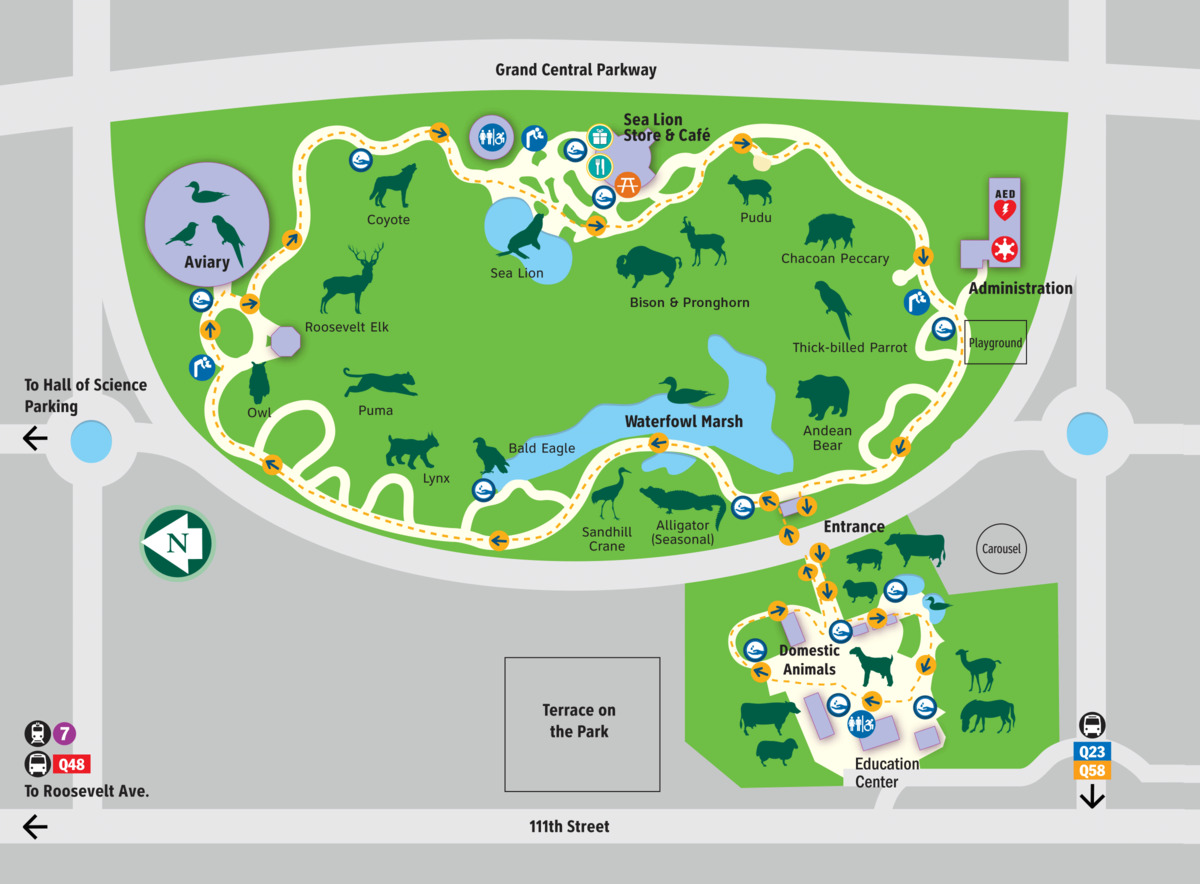 Grand Central Parkway
Sea Lion
Store & Café
AED
Coyote
Pudu
Aviary
Chacoan Peccary
Sea Lion
Administration
Bison & Pronghorn
Roosevelt Elk
Playground
Thick-billed Parrot
To Hall of Science
Parking
Owl
Puma
Waterfowl Marsh
Andean
Bear
Bald Eagle
Lynx
Sandhill
Crane
Alligator
(Seasonal)
Entrance
N
Carousel
Domestic
Animals
Terrace on
the Park
7
Q48
To Roosevelt Ave.
Q23
Q58
Education
Center
111th Street